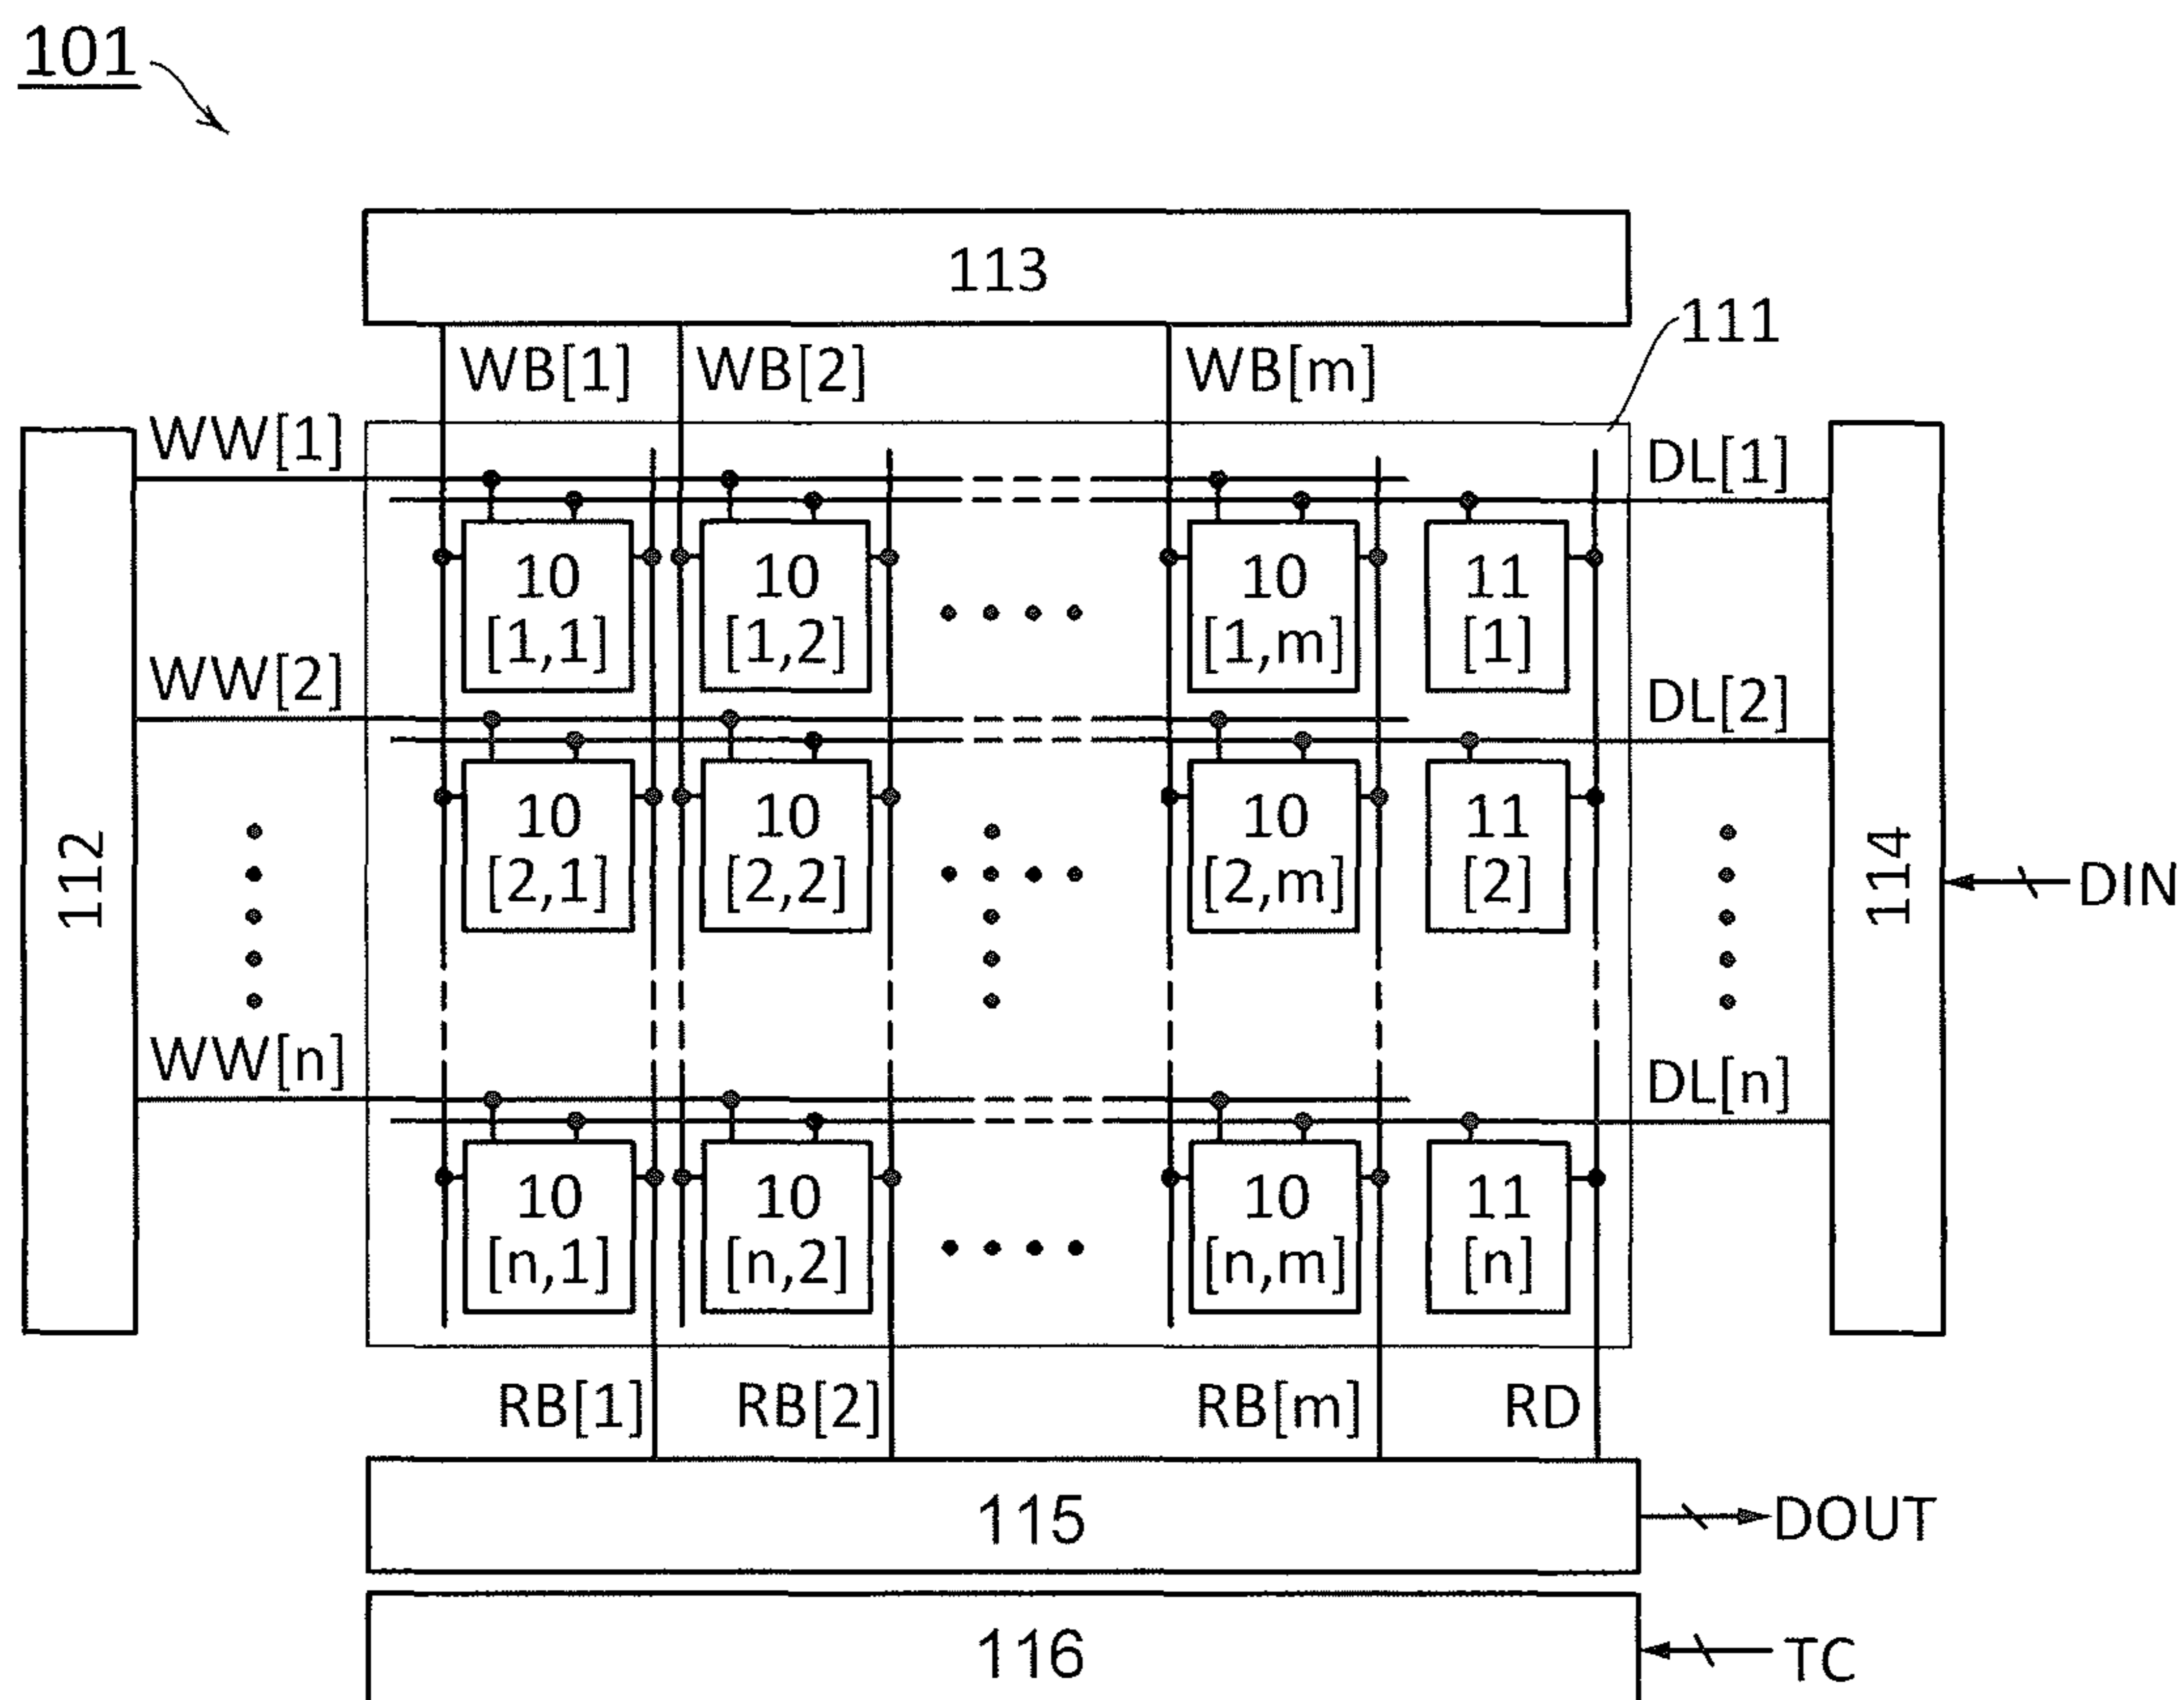 101
113
111
WB[1] WB[2] WB[m]
WW[1] DL[1]
10 10 10 11
[1,1] [1,2] [1,m] [1]
WW[2] DL[2]
10 10 10 11
[2,1] [2,2] [2,m] [2]
112 114 DIN
WW[n] DL[n]
10 10 10 11
[n,1] [n,2] [n,m] [n]
RB[1] RB[2] RB[m] RD
115 DOUT
116 TC